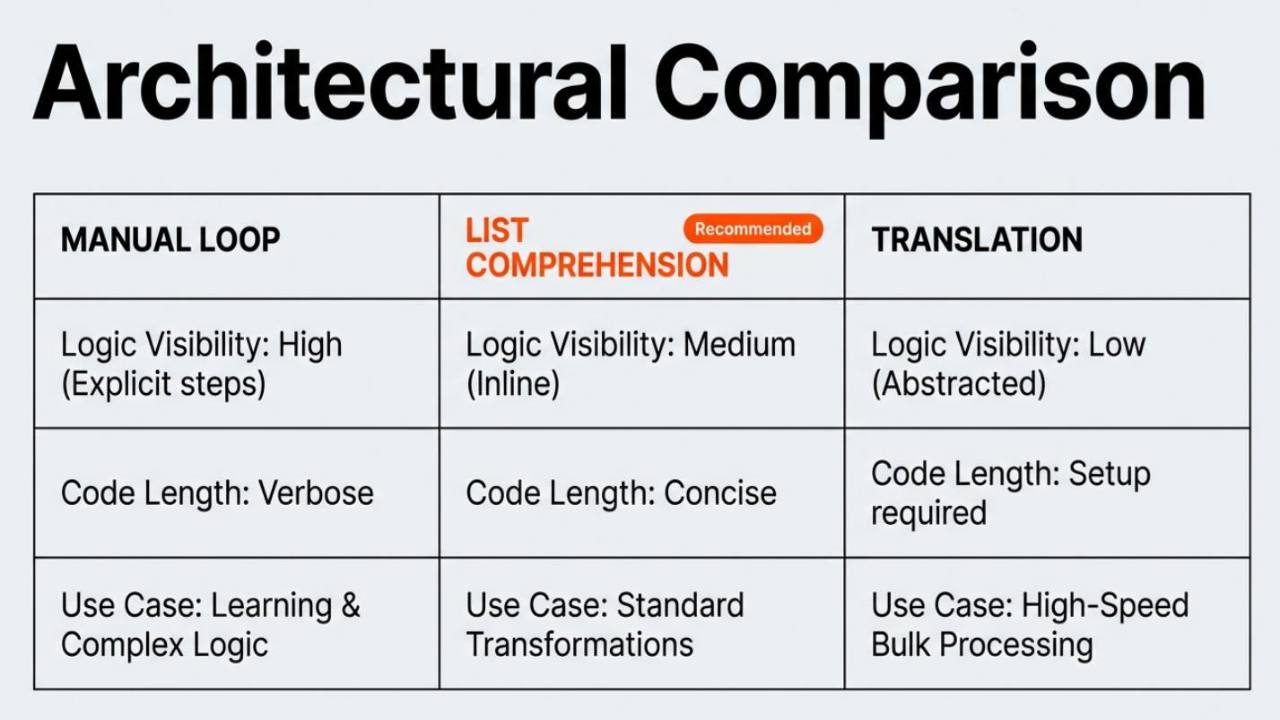 Architectural Comparison
MANUAL LOOP
LIST
COMPREHENSION
Recommended
TRANSLATION
Logic Visibility: High
(Explicit steps)
Logic Visibility: Medium
(Inline)
Logic Visibility: Low
(Abstracted)
Code Length: Verbose
Code Length: Concise
Code Length: Setup
required
Use Case: Learning &
Complex Logic
Use Case: Standard
Transformations
Use Case: High-Speed
Bulk Processing